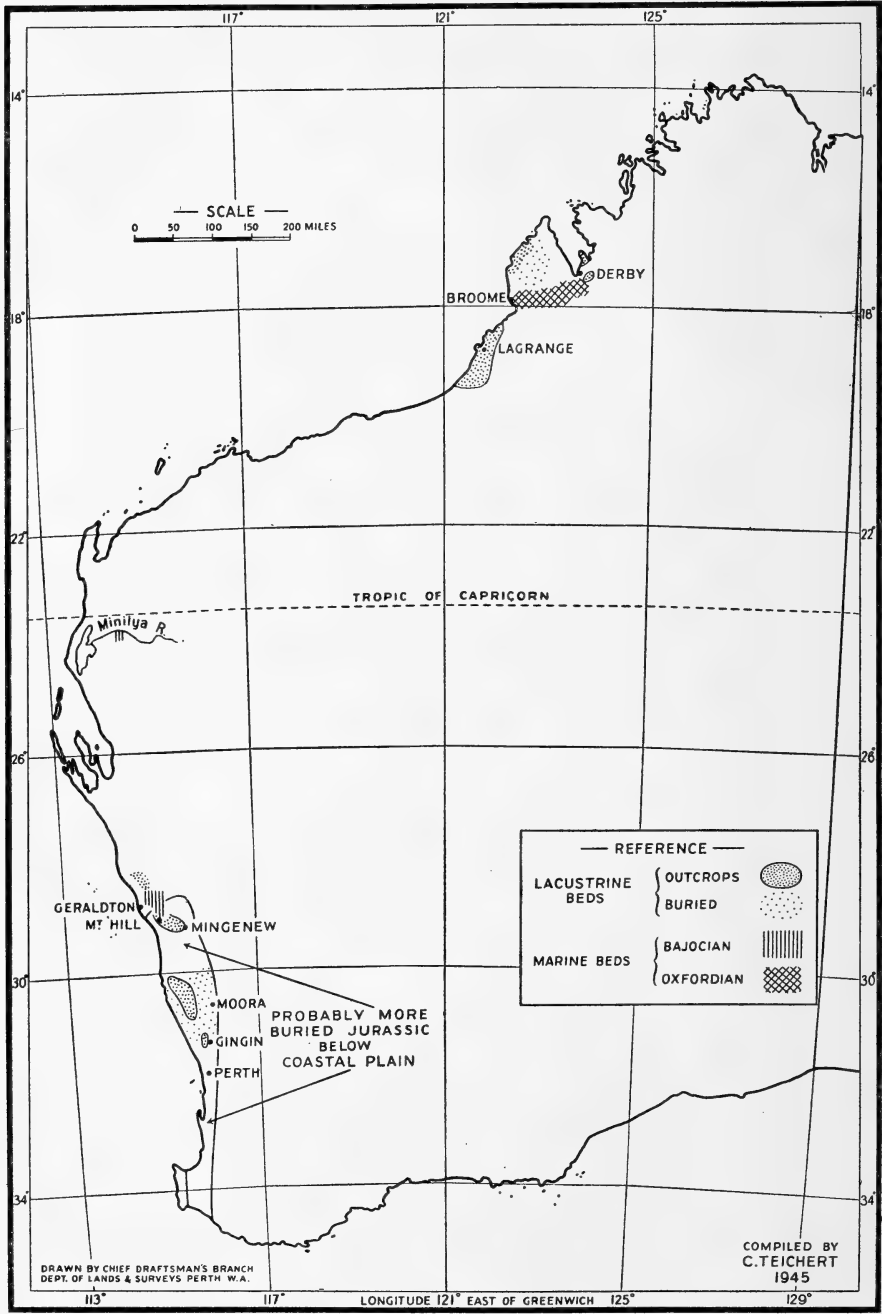 117° 121° 125°
14° 14°
— SCALE —
0 50 100 150 200 MILES
DERBY
BROOME
18° 18°
LAGRANGE
22° 22°
TROPIC OF CAPRICORN
Minilya R.
26° 26°
— REFERENCE —
LACUSTRINE BEDS
OUTCROPS
BURIED
MARINE BEDS
BAJOCIAN
OXFORDIAN
GERALDTON
MT HILL
MINGENEW
30° 30°
MOORA
PROBABLY MORE
BURIED JURASSIC
BELOW
COASTAL PLAIN
GINGIN
PERTH
34° 34°
DRAWN BY CHIEF DRAFTSMAN'S BRANCH
DEPT. OF LANDS & SURVEYS PERTH W.A.
COMPILED BY
C. TEICHERT
1945
113° 117° LONGITUDE 121° EAST OF GREENWICH 125° 129°